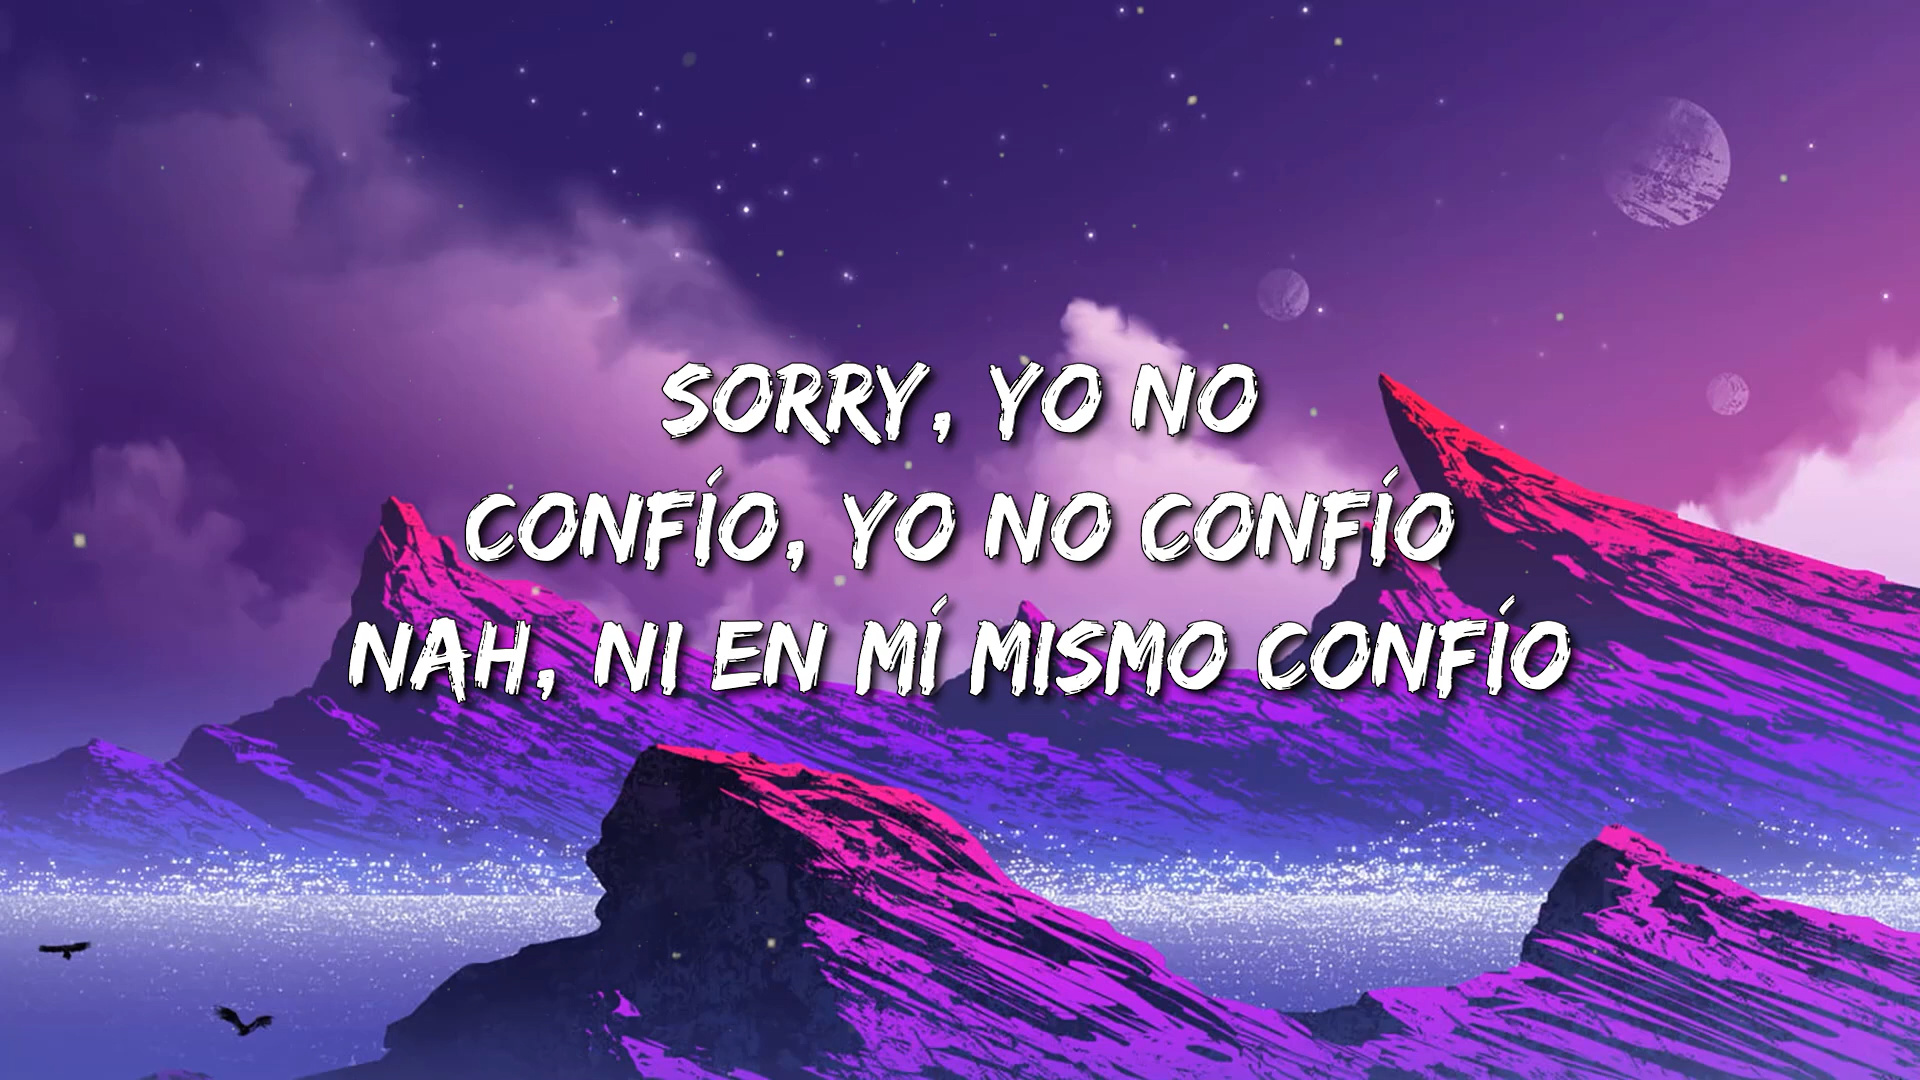 SORRY, YO NO
CONFÍO, YO NO CONFÍO
NAH, NI EN MÍ MISMO CONFÍO